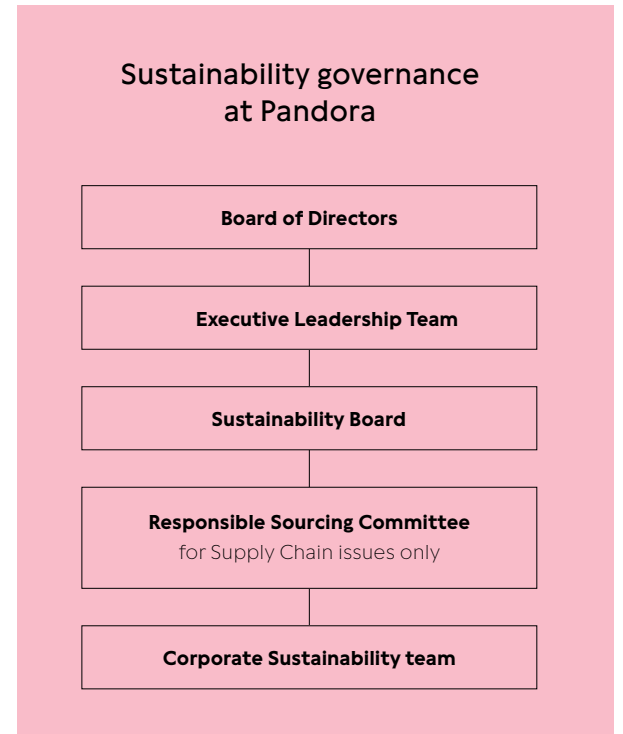 Sustainability governance
at Pandora
Board of Directors
Executive Leadership Team
Sustainability Board
Responsible Sourcing Committee
for Supply Chain issues only
Corporate Sustainability team